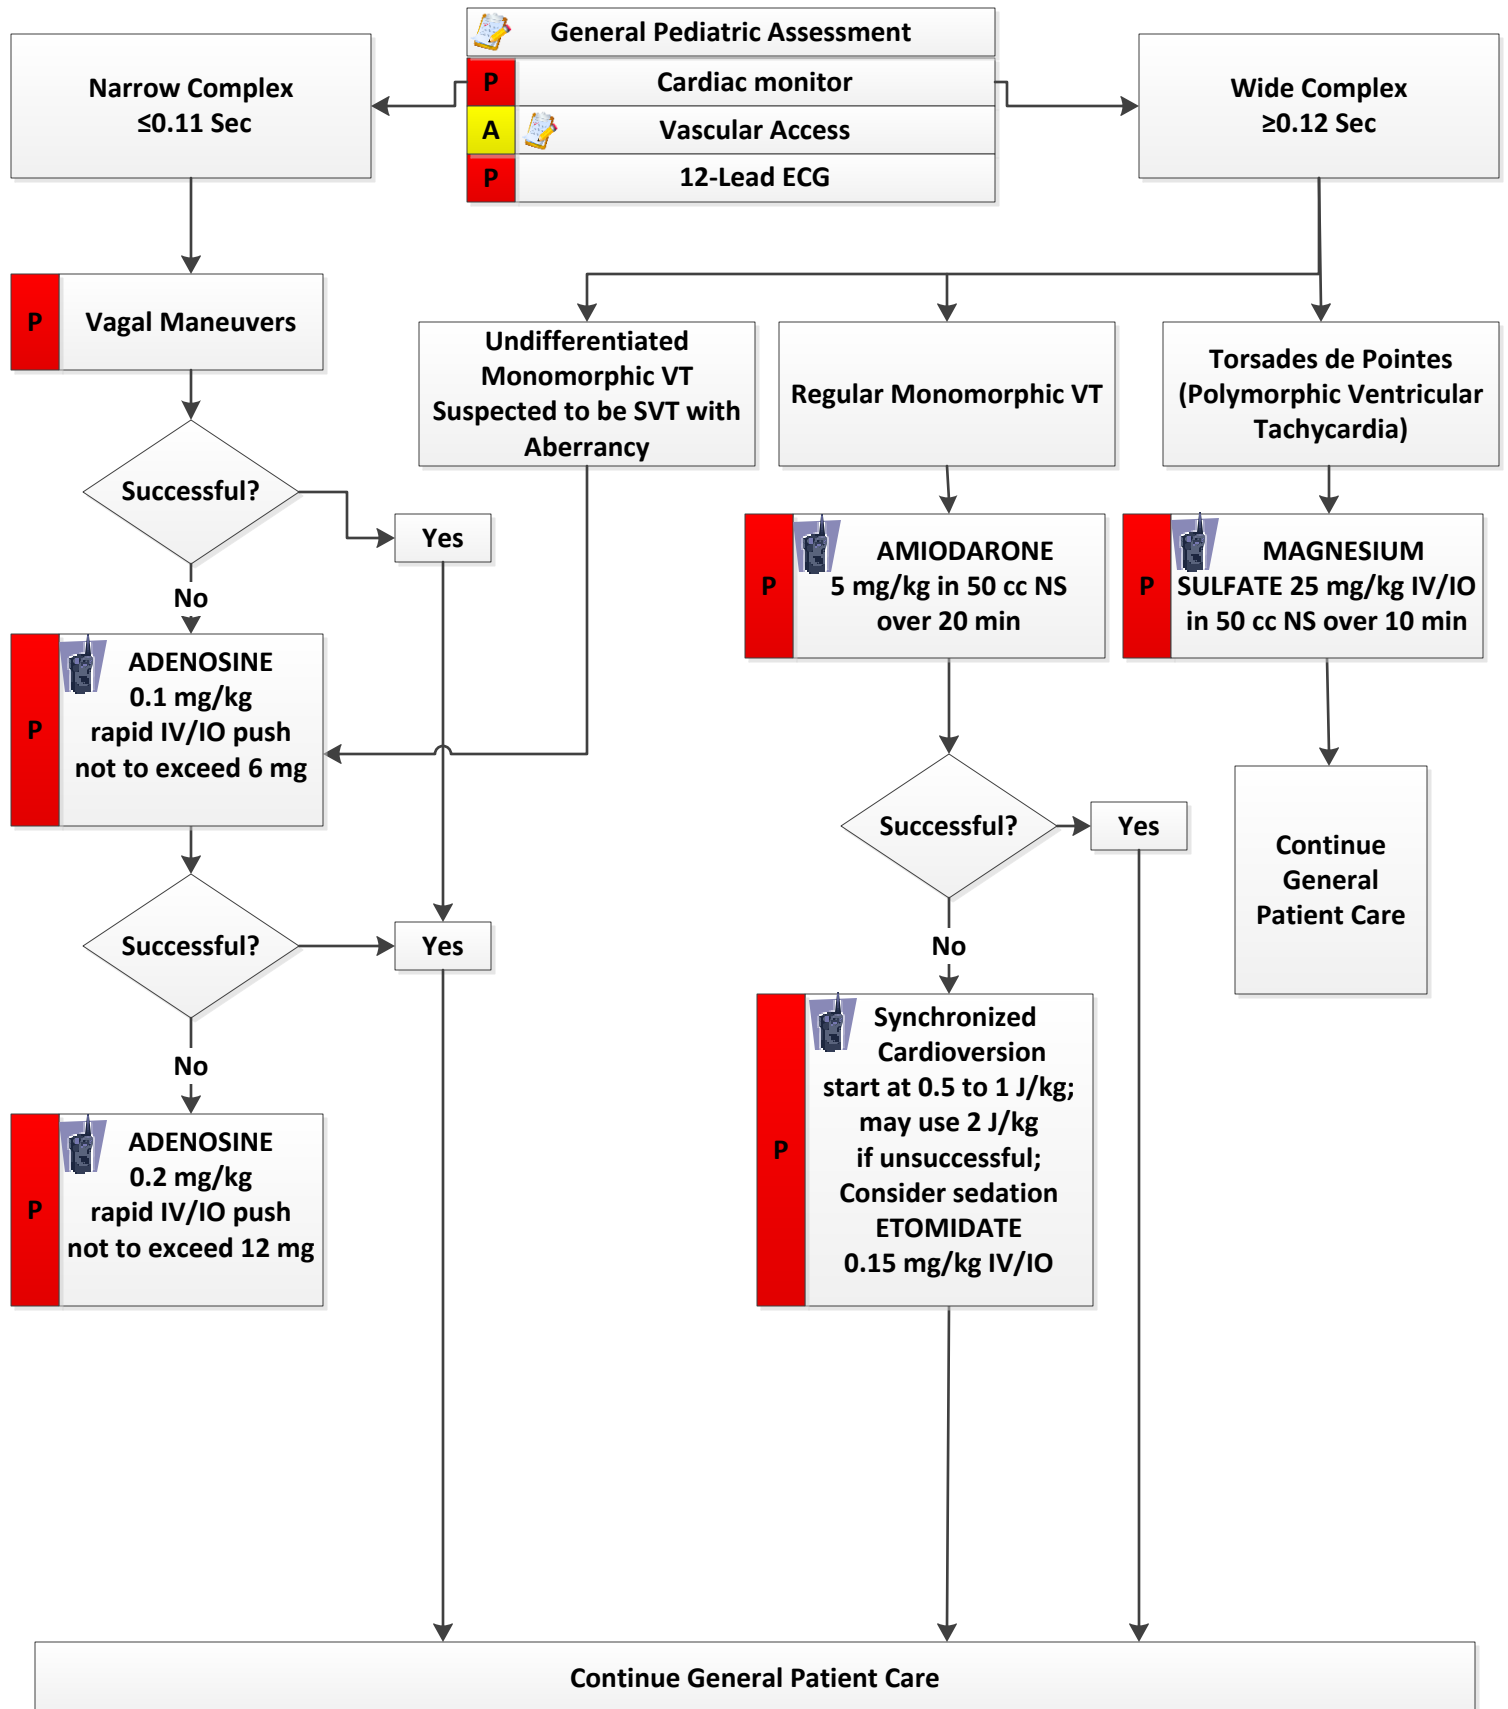 General Pediatric Assessment
P
Cardiac monitor
A
Vascular Access
P
12-Lead ECG
Narrow Complex
≤0.11 Sec
Wide Complex
≥0.12 Sec
P
Vagal Maneuvers
Successful?
Yes
No
P
ADENOSINE
0.1 mg/kg
rapid IV/IO push
not to exceed 6 mg
Successful?
Yes
No
P
ADENOSINE
0.2 mg/kg
rapid IV/IO push
not to exceed 12 mg
Undifferentiated
Monomorphic VT
Suspected to be SVT with
Aberrancy
Regular Monomorphic VT
P
AMIODARONE
5 mg/kg in 50 cc NS
over 20 min
Successful?
Yes
No
P
Synchronized
Cardioversion
start at 0.5 to 1 J/kg;
may use 2 J/kg
if unsuccessful;
Consider sedation
ETOMIDATE
0.15 mg/kg IV/IO
Torsades de Pointes
(Polymorphic Ventricular
Tachycardia)
P
MAGNESIUM
SULFATE 25 mg/kg IV/IO
in 50 cc NS over 10 min
Continue
General
Patient Care
Continue General Patient Care